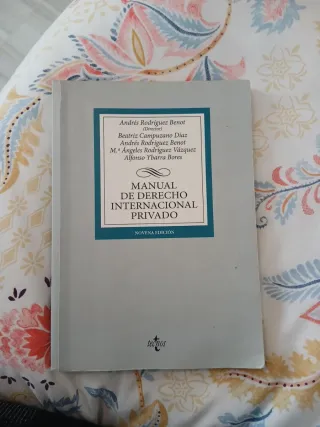 Andrés Rodríguez Benot
(Director)
Beatriz Campuzano Díaz
Andrés Rodríguez Benot
M.ª Ángeles Rodríguez Vázquez
Alfonso Ybarra Bores
MANUAL
DE DERECHO
INTERNACIONAL
PRIVADO
NOVENA EDICIÓN
tecnos